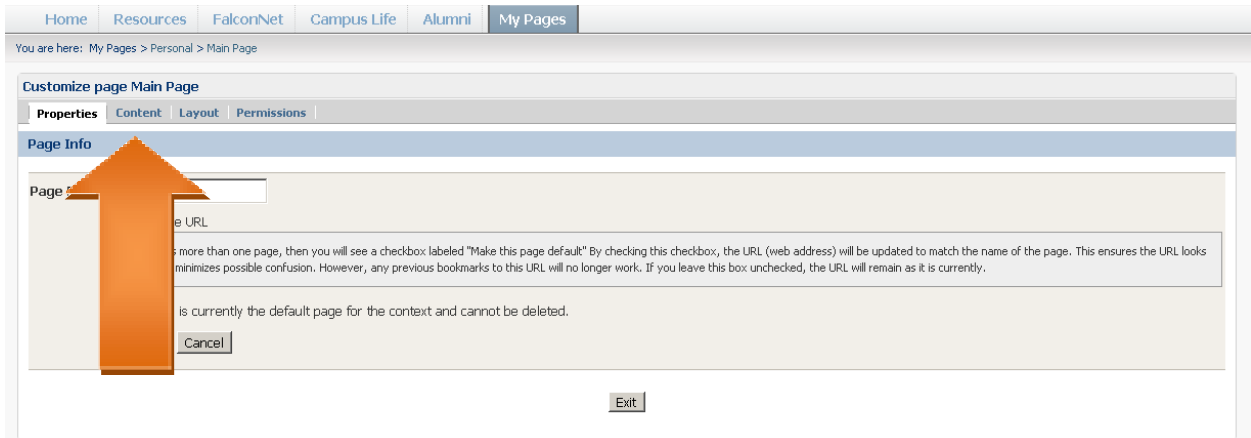 Home Resources FalconNet Campus Life Alumni My Pages
You are here: My Pages > Personal > Main Page
Customize page Main Page
Properties Content Layout Permissions
Page Info
Page
URL
more than one page, then you will see a checkbox labeled "Make this page default" By checking this checkbox, the URL (web address) will be updated to match the name of the page. This ensures the URL looks
minimizes possible confusion. However, any previous bookmarks to this URL will no longer work. If you leave this box unchecked, the URL will remain as it is currently.
is currently the default page for the context and cannot be deleted.
Cancel
Exit